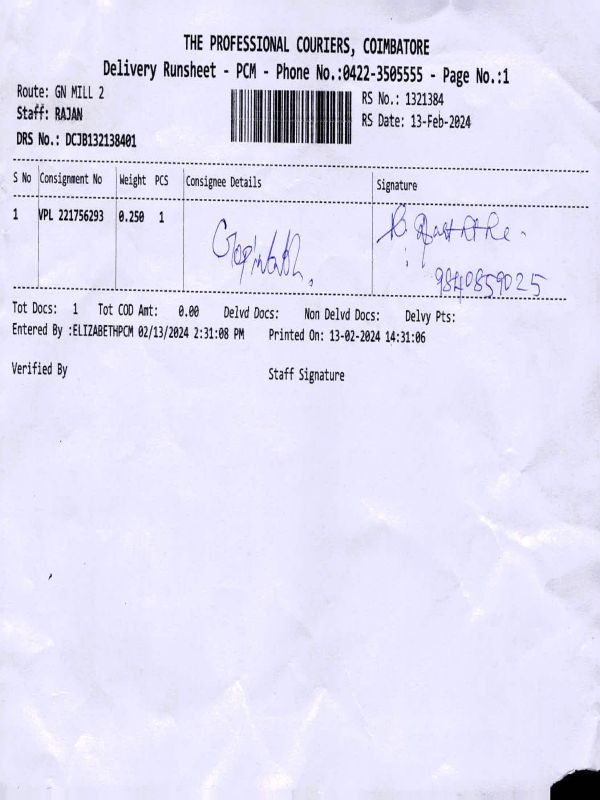 THE PROFESSIONAL COURIERS, COIMBATORE
Delivery Runsheet - PCM - Phone No.:0422-3505555 - Page No.:1
Route: GN MILL 2
RS No.: 1321384
Staff: RAJAN
RS Date: 13-Feb-2024
DRS No.: DCJB132138401
S No Consignment No Weight PCS Consignee Details Signature
1 VPL 221756293 0.250 1
Gopinath.
9840859025
Tot Docs: 1 Tot COD Amt: 0.00 Delvd Docs: Non Delvd Docs: Delvy Pts:
Entered By :ELIZABETHPCM 02/13/2024 2:31:08 PM Printed On: 13-02-2024 14:31:06
Verified By Staff Signature